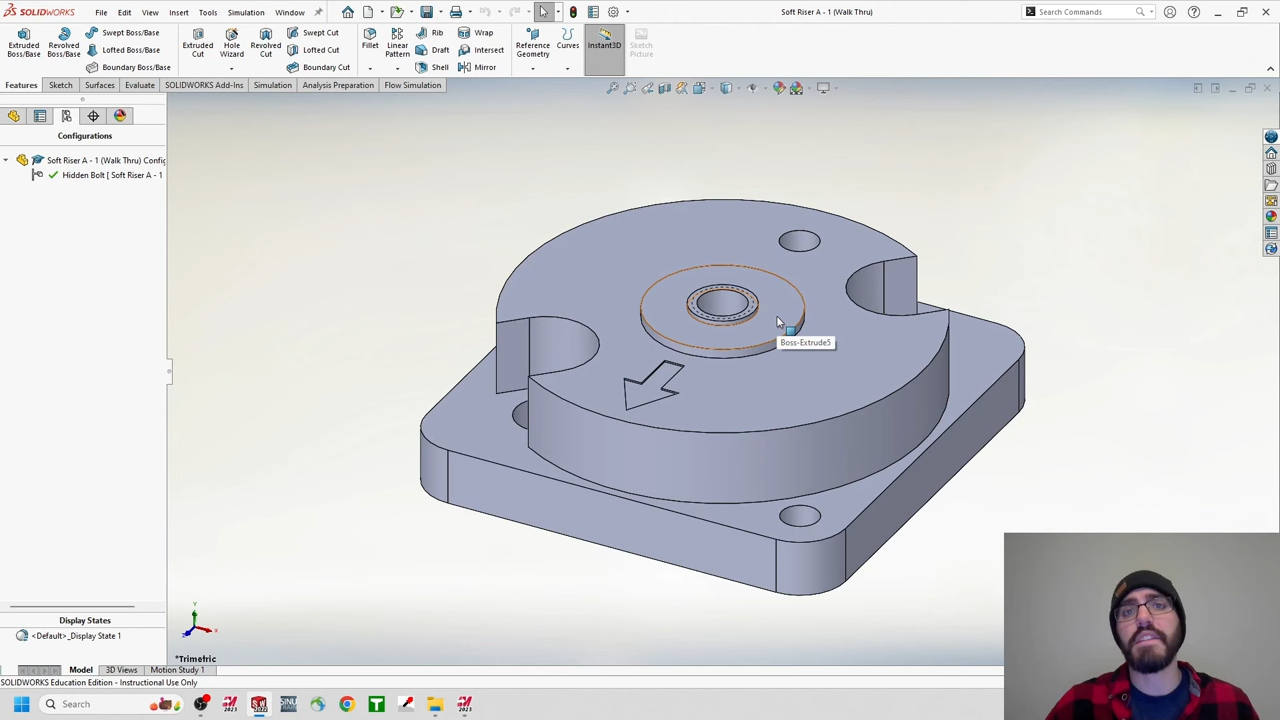 SOLIDWORKS File Edit View Insert Tools Simulation Window Soft Riser A - 1 (Walk Thru) Search Commands
Extruded Boss/Base
Revolved Boss/Base
Swept Boss/Base
Lofted Boss/Base
Boundary Boss/Base
Extruded Cut
Hole Wizard
Revolved Cut
Swept Cut
Lofted Cut
Boundary Cut
Fillet
Linear Pattern
Rib
Draft
Shell
Wrap
Intersect
Mirror
Reference Geometry
Curves
Instant3D
Sketch Picture
Features Sketch Surfaces Evaluate SOLIDWORKS Add-Ins Simulation Analysis Preparation Flow Simulation
Configurations
Soft Riser A - 1 (Walk Thru) Config
Hidden Bolt [ Soft Riser A - 1
Boss-Extrude5
Display States
<Default>_Display State 1
Y
X
Z
*Trimetric
Model 3D Views Motion Study 1
SOLIDWORKS Education Edition - Instructional Use Only
Search